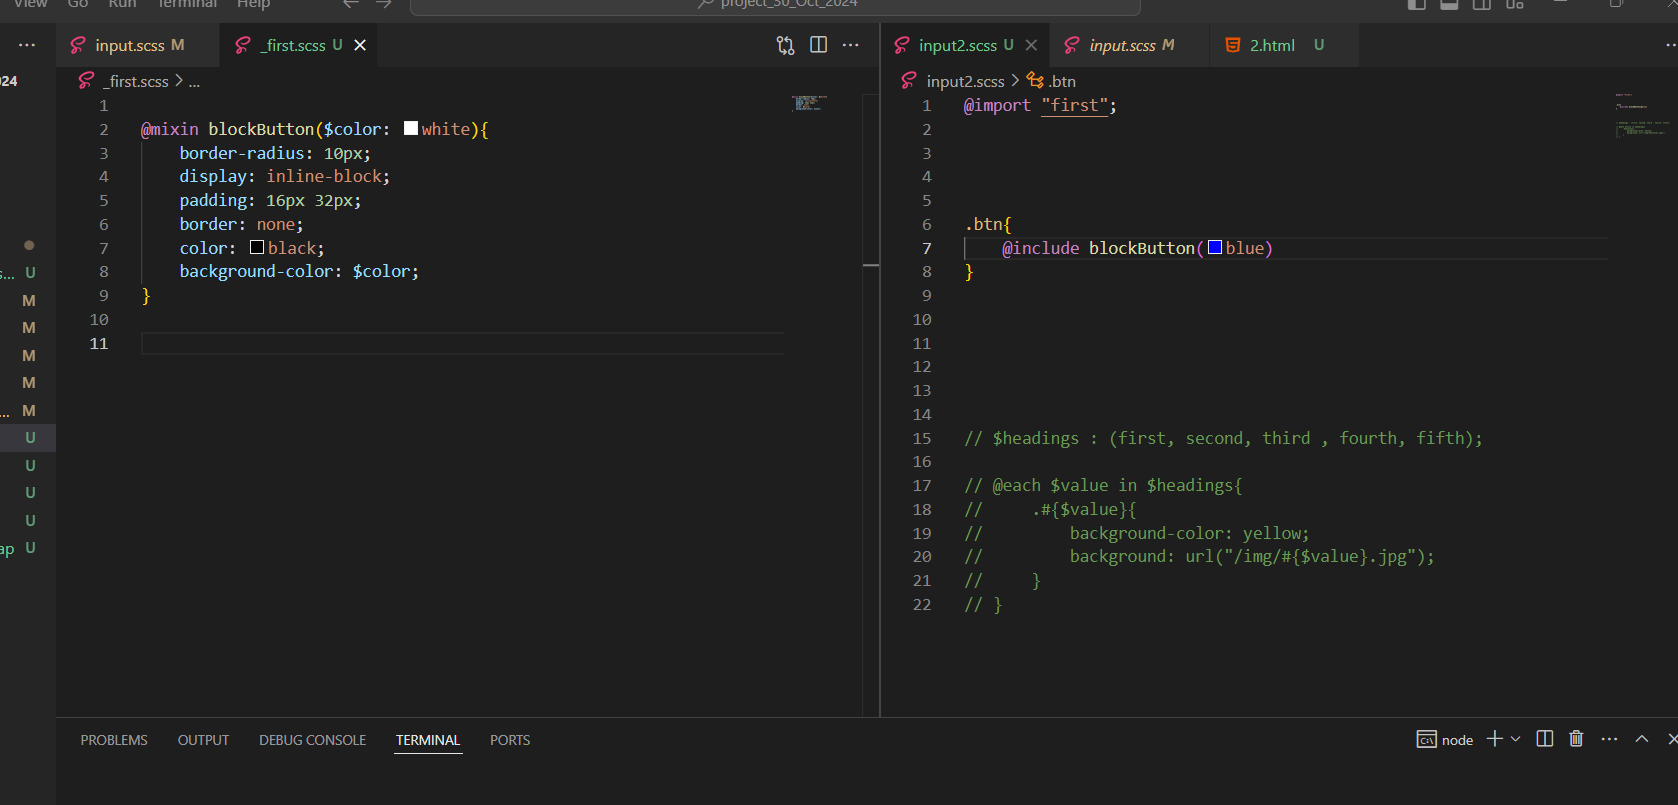 View Go Run Terminal Help
project_30_Oct_2024
input.scss M
_first.scss U
input2.scss U
input.scss M
2.html U
024
_first.scss > ...
input2.scss > .btn
1
2 @mixin blockButton($color: white){
3 border-radius: 10px;
4 display: inline-block;
5 padding: 16px 32px;
6 border: none;
7 color: black;
8 background-color: $color;
9 }
10
11
1 @import "first";
2
3
4
5
6 .btn{
7 @include blockButton(blue)
8 }
9
10
11
12
13
14
15 // $headings : (first, second, third , fourth, fifth);
16
17 // @each $value in $headings{
18 // .#{$value}{
19 // background-color: yellow;
20 // background: url("/img/#{$value}.jpg");
21 // }
22 // }
s... U
M
M
M
M
... M
U
U
U
U
ap U
PROBLEMS OUTPUT DEBUG CONSOLE TERMINAL PORTS
node